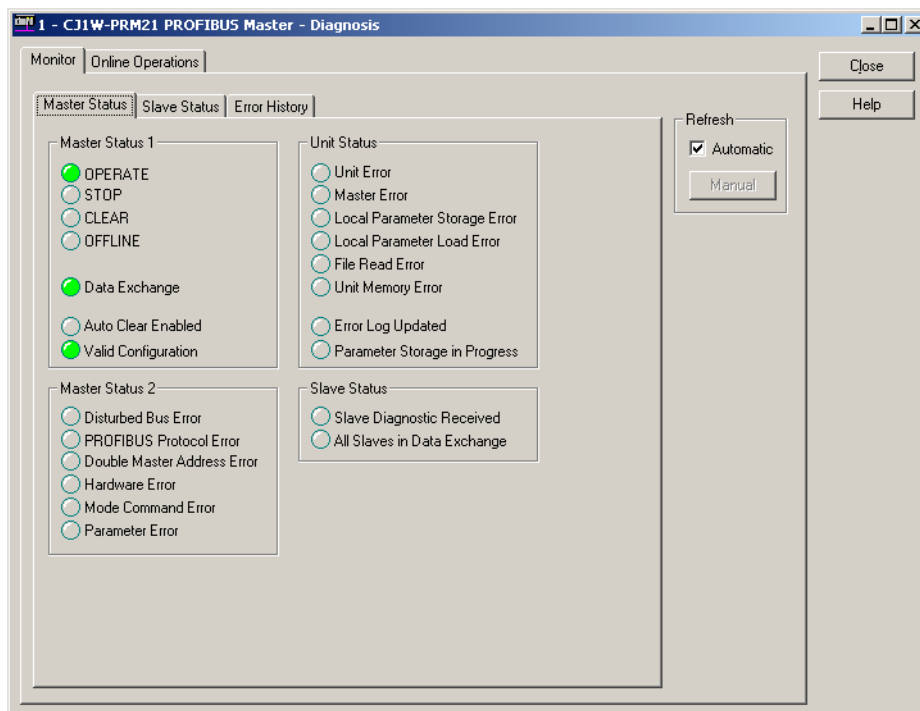 1 - CJ1W-PRM21 PROFIBUS Master - Diagnosis
Monitor
Online Operations
Close
Help
Master Status
Slave Status
Error History
Refresh
Automatic
Manual
Master Status 1
OPERATE
STOP
CLEAR
OFFLINE
Data Exchange
Auto Clear Enabled
Valid Configuration
Unit Status
Unit Error
Master Error
Local Parameter Storage Error
Local Parameter Load Error
File Read Error
Unit Memory Error
Error Log Updated
Parameter Storage in Progress
Master Status 2
Disturbed Bus Error
PROFIBUS Protocol Error
Double Master Address Error
Hardware Error
Mode Command Error
Parameter Error
Slave Status
Slave Diagnostic Received
All Slaves in Data Exchange